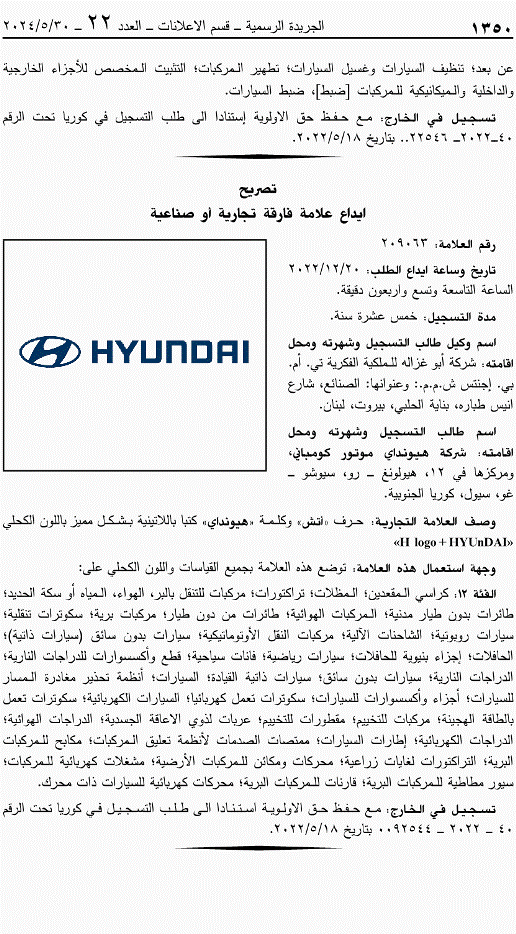 ١٣٥٠ الجريدة الرسمية ــ قسم الاعلانات ــ العدد ٢٢ ــ ٢٠٢٤/٥/٣٠
عن بعد؛ تنظيف السيارات وغسيل السيارات؛ تطهير المركبات؛ التثبيت المخصص للأجزاء الخارجية
والداخلية والميكانيكية للمركبات [ضبط]، ضبط السيارات.
تسجيل في الخارج: مع حفظ حق الاولوية إستنادا الى طلب التسجيل في كوريا تحت الرقم
٤٠ــ٢٠٢٢ــ ٢٢٥٤٦.. بتاريخ ٢٠٢٢/٥/١٨.
تصريح
ايداع علامة فارقة تجارية أو صناعية
رقم العلامة: ٢٠٩٠٦٣
تاريخ وساعة ايداع الطلب: ٢٠٢٢/١٢/٢٠
الساعة التاسعة وتسع واربعون دقيقة.
مدة التسجيل: خمس عشرة سنة.
اسم وكيل طالب التسجيل وشهرته ومحل
اقامته: شركة أبو غزاله للملكية الفكرية تي. أم.
بي. إجنتس ش.م.م.: وعنوانها: الصنائع، شارع
انيس طباره، بناية الحلبي، بيروت، لبنان.
اسم طالب التسجيل وشهرته ومحل
اقامته: شركة هيونداي موتور كومباني،
ومركزها في ١٢، هيولونغ ــ رو، سيوشو ــ
غو، سيول، كوريا الجنوبية.
HYUNDAI
وصف العلامة التجارية: حرف «اتش» وكلمة «هيونداي» كتبا باللاتينية بشكل مميز باللون الكحلي
«H logo + HYUnDAI»
وجهة استعمال هذه العلامة: توضع هذه العلامة بجميع القياسات واللون الكحلي على:
الفئة ١٢: كراسي المقعدين؛ المظلات؛ تراكتورات؛ مركبات للتنقل بالبر، الهواء، المياه أو سكة الحديد؛
طائرات بدون طيار مدنية؛ المركبات الهوائية؛ طائرات من دون طيار؛ مركبات برية؛ سكوترات تنقلية؛
سيارات روبوتية؛ الشاحنات الآلية؛ مركبات النقل الأوتوماتيكية؛ سيارات بدون سائق (سيارات ذاتية)؛
الحافلات؛ إجزاء بنيوية للحافلات؛ سيارات رياضية؛ فانات سياحية؛ قطع وأكسسوارات للدراجات النارية؛
الدراجات النارية؛ سيارات بدون سائق؛ سيارات ذاتية القيادة؛ السيارات؛ أنظمة تحذير مغادرة المسار
للسيارات؛ أجزاء وأكسسوارات للسيارات؛ سكوترات تعمل كهربائيا؛ السيارات الكهربائية؛ سكوترات تعمل
بالطاقة الهجينة؛ مركبات للتخييم؛ مقطورات للتخييم؛ عربات لذوي الاعاقة الجسدية؛ الدراجات الهوائية؛
الدراجات الكهربائية؛ إطارات السيارات؛ ممتصات الصدمات لأنظمة تعليق المركبات؛ مكابح للمركبات
البرية؛ التراكتورات لغايات زراعية؛ محركات ومكائن للمركبات الأرضية؛ مشغلات كهربائية للمركبات؛
سيور مطاطية للمركبات البرية؛ قارنات للمركبات البرية؛ محركات كهربائية للسيارات ذات محرك.
تسجيل في الخارج: مع حفظ حق الاولوية استنادا الى طلب التسجيل في كوريا تحت الرقم
٤٠ ــ ٢٠٢٢ ــ ٠٠٩٢٥٤٤ بتاريخ ٢٠٢٢/٥/١٨.